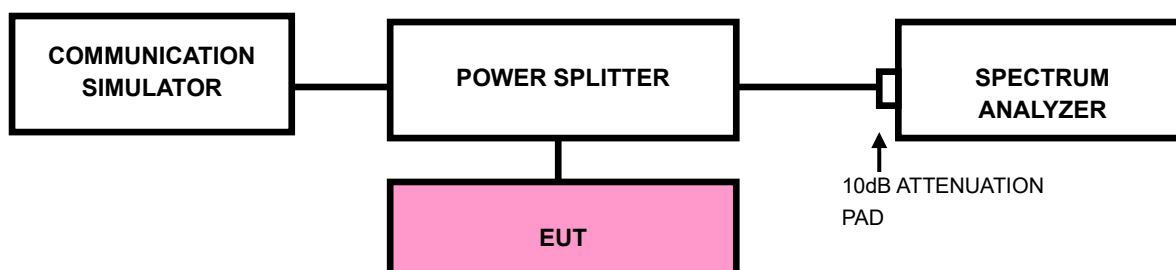 COMMUNICATION
SIMULATOR
POWER SPLITTER
SPECTRUM
ANALYZER
10dB ATTENUATION
PAD
EUT